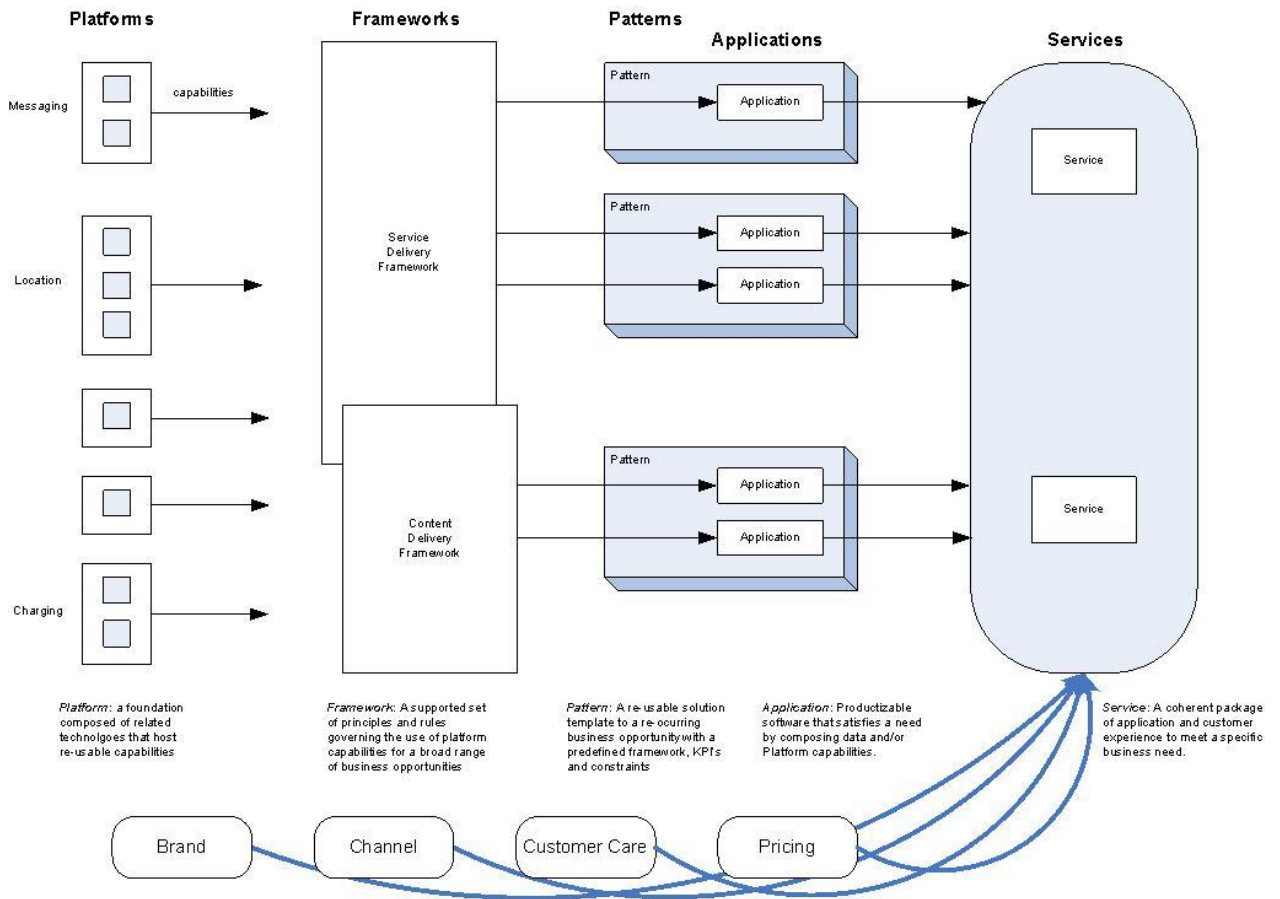 Platforms
Frameworks
Patterns
Applications
Services
Messaging
capabilities
Location
Charging
Service
Delivery
Framework
Content
Delivery
Framework
Pattern
Application
Pattern
Application
Application
Pattern
Application
Application
Service
Service
Platform: a foundation
composed of related
technolgoes that host
re-usable capabilities
Framework: A supported set
of principles and rules
governing the use of platform
capabilities for a broad range
of business opportunities
Pattern: A re-usable solution
template to a re-ocurring
business opportunity with a
predefined framework, KPI's
and constraints
Application: Productizable
software that satisfies a need
by composing data and/or
Platform capabilities.
Service: A coherent package
of application and customer
experience to meet a specific
business need.
Brand
Channel
Customer Care
Pricing